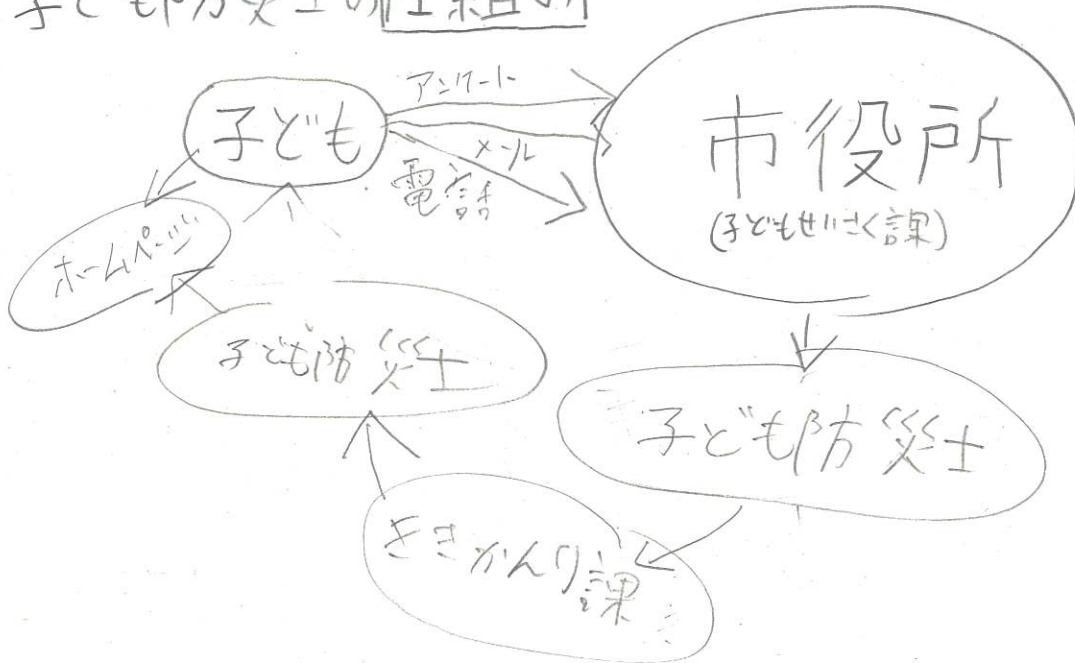 子ども防災士の仕組み
アンケート
子ども
メール
電話
市役所
(子どもせいさく課)
ホームページ
子ども防災士
子ども防災士
ききかんり課